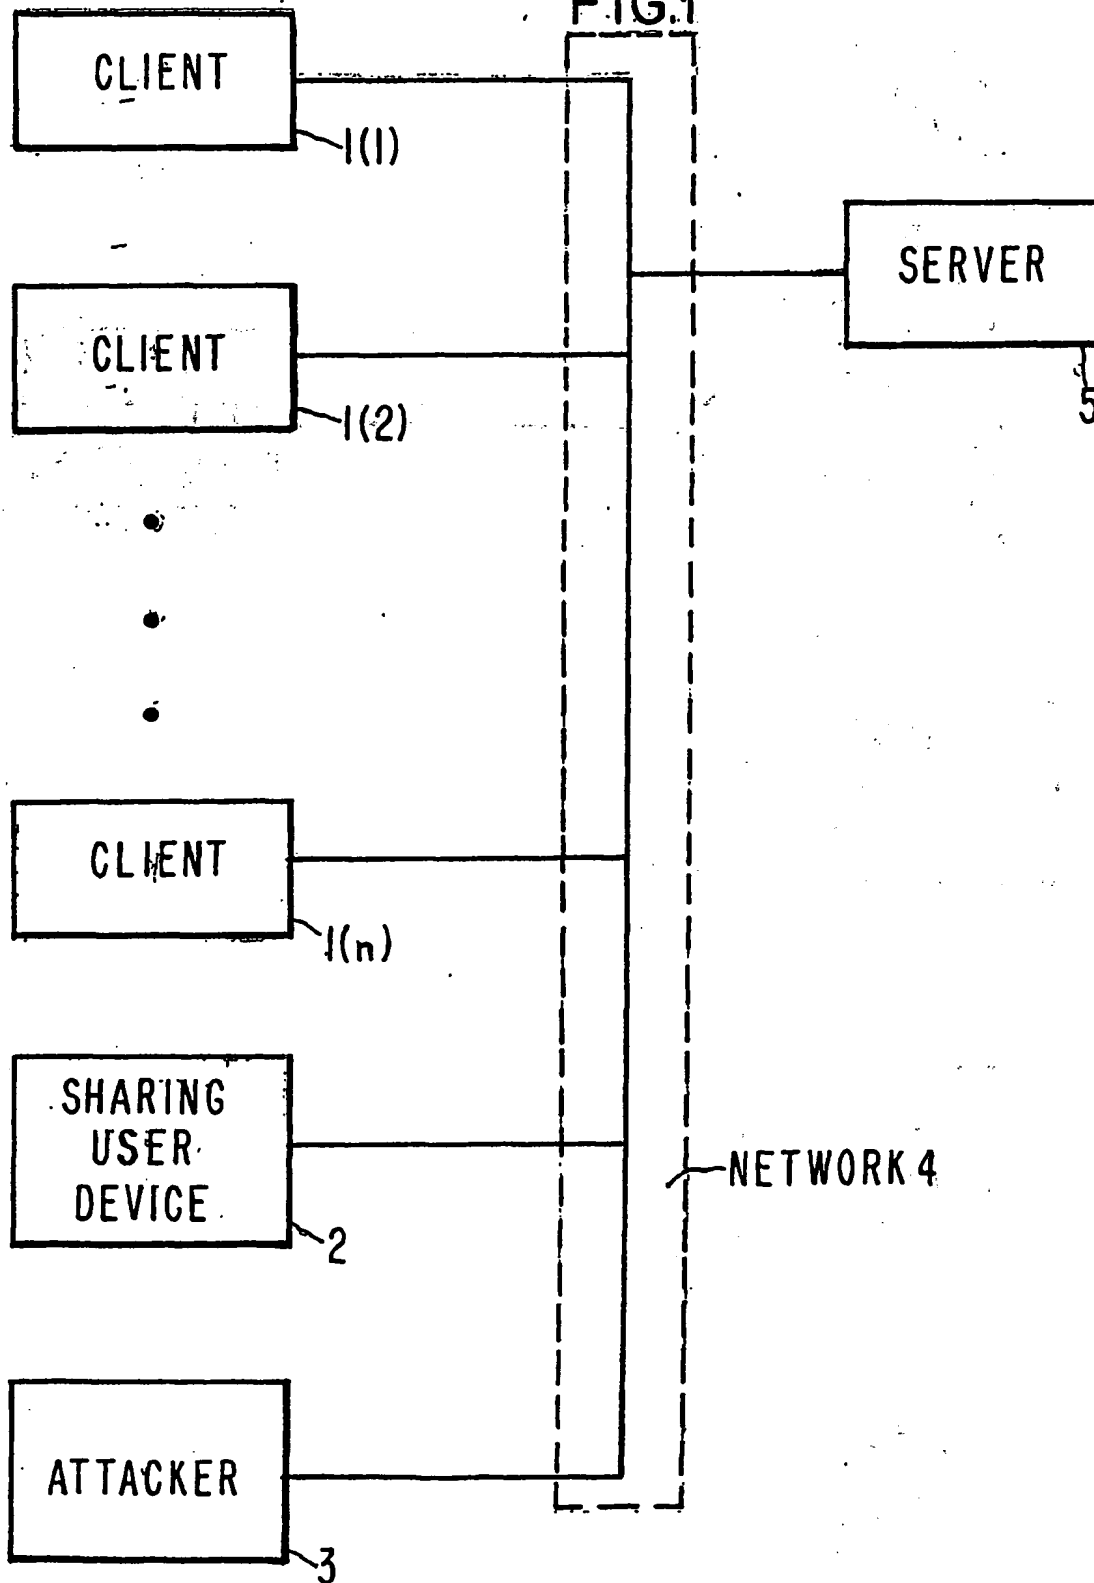 FIG.1
CLIENT
1(1)
SERVER
5
CLIENT
1(2)
CLIENT
1(n)
SHARING
USER
DEVICE
2
NETWORK 4
ATTACKER
3